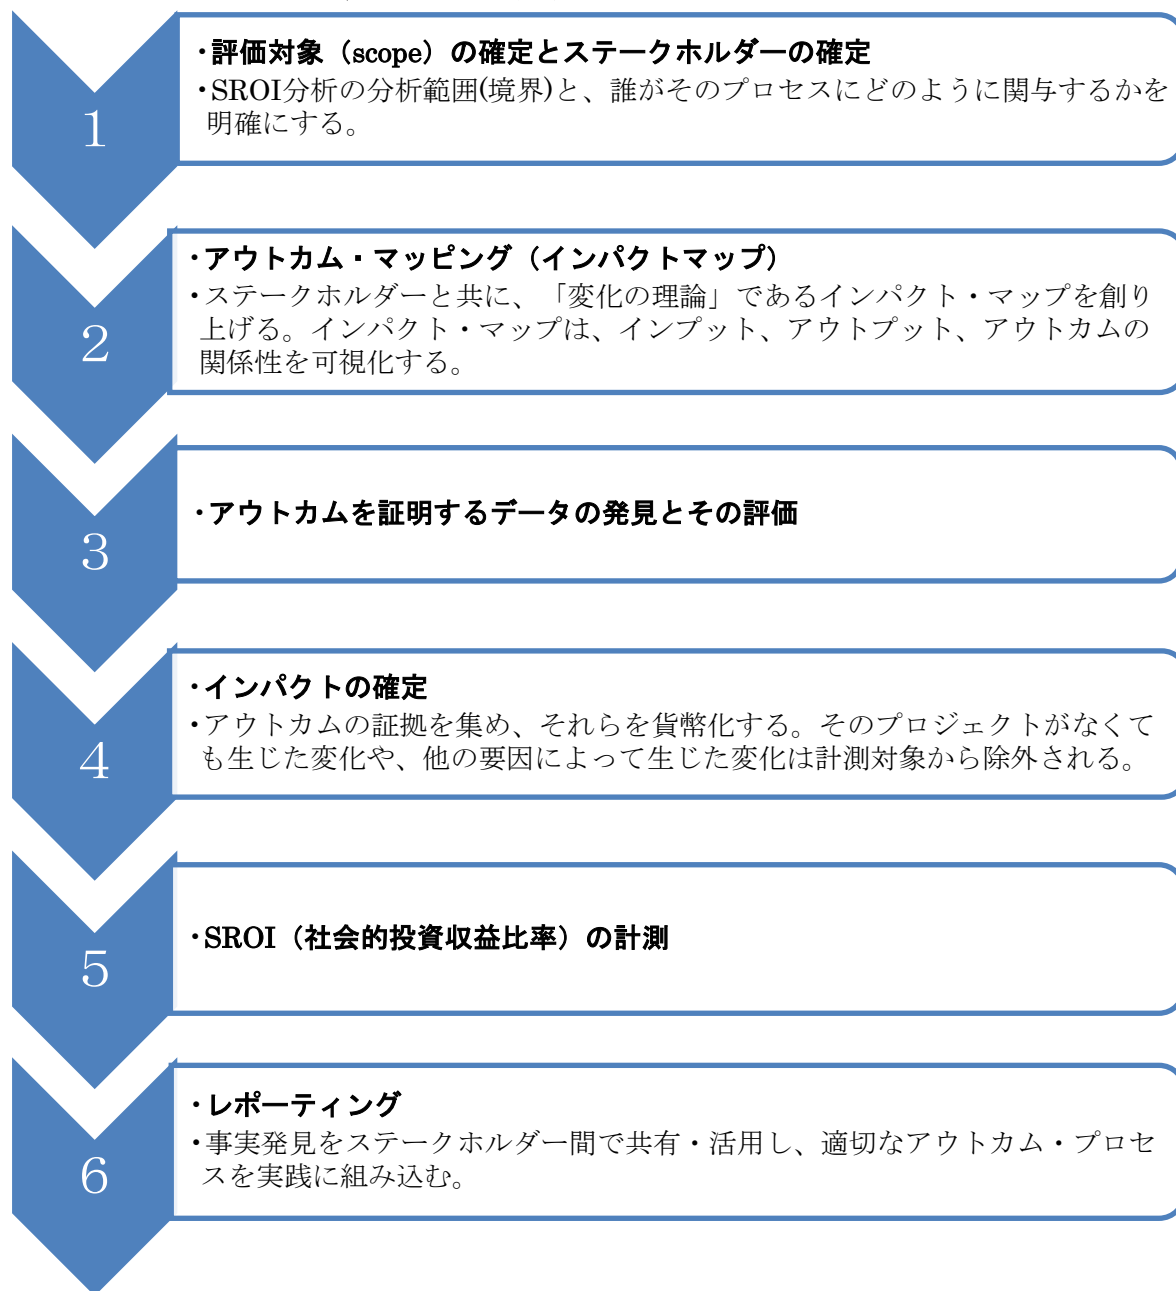 1
・評価対象（scope）の確定とステークホルダーの確定
・SROI分析の分析範囲(境界)と、誰がそのプロセスにどのように関与するかを
明確にする。
2
・アウトカム・マッピング（インパクトマップ）
・ステークホルダーと共に、「変化の理論」であるインパクト・マップを創り
上げる。インパクト・マップは、インプット、アウトプット、アウトカムの
関係性を可視化する。
3
・アウトカムを証明するデータの発見とその評価
4
・インパクトの確定
・アウトカムの証拠を集め、それらを貨幣化する。そのプロジェクトがなくて
も生じた変化や、他の要因によって生じた変化は計測対象から除外される。
5
・SROI（社会的投資収益比率）の計測
6
・レポーティング
・事実発見をステークホルダー間で共有・活用し、適切なアウトカム・プロセ
スを実践に組み込む。